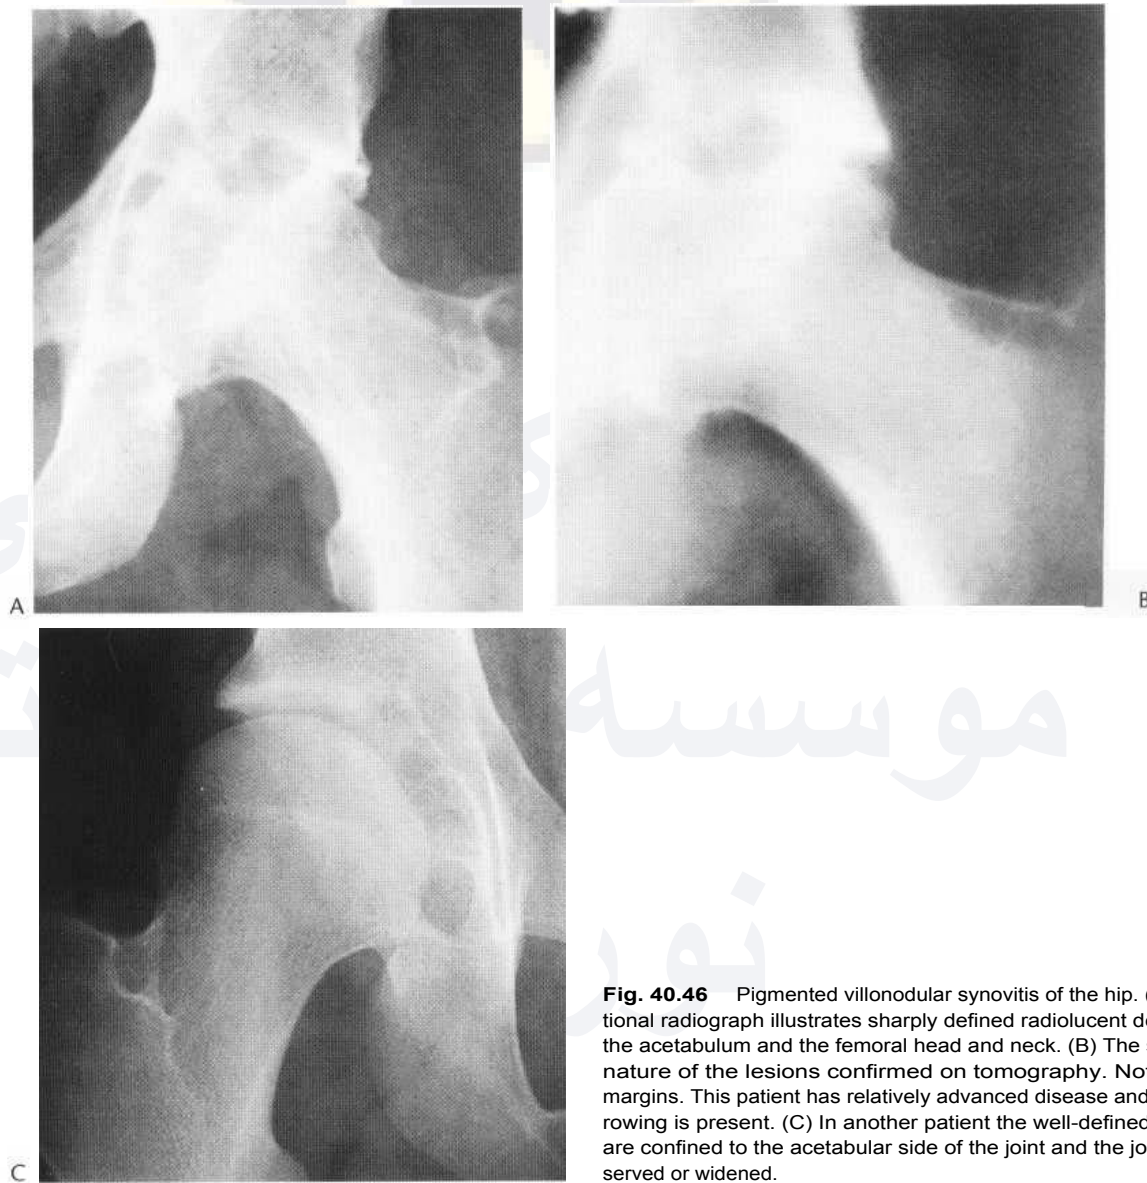 A
B
C
موسسه
نور
Fig. 40.46 Pigmented villonodular synovitis of the hip.
tional radiograph illustrates sharply defined radiolucent
the acetabulum and the femoral head and neck. (B) The
nature of the lesions confirmed on tomography.
margins. This patient has relatively advanced disease and
rowing is present. (C) In another patient the well-defined
are confined to the acetabular side of the joint and the
served or widened.